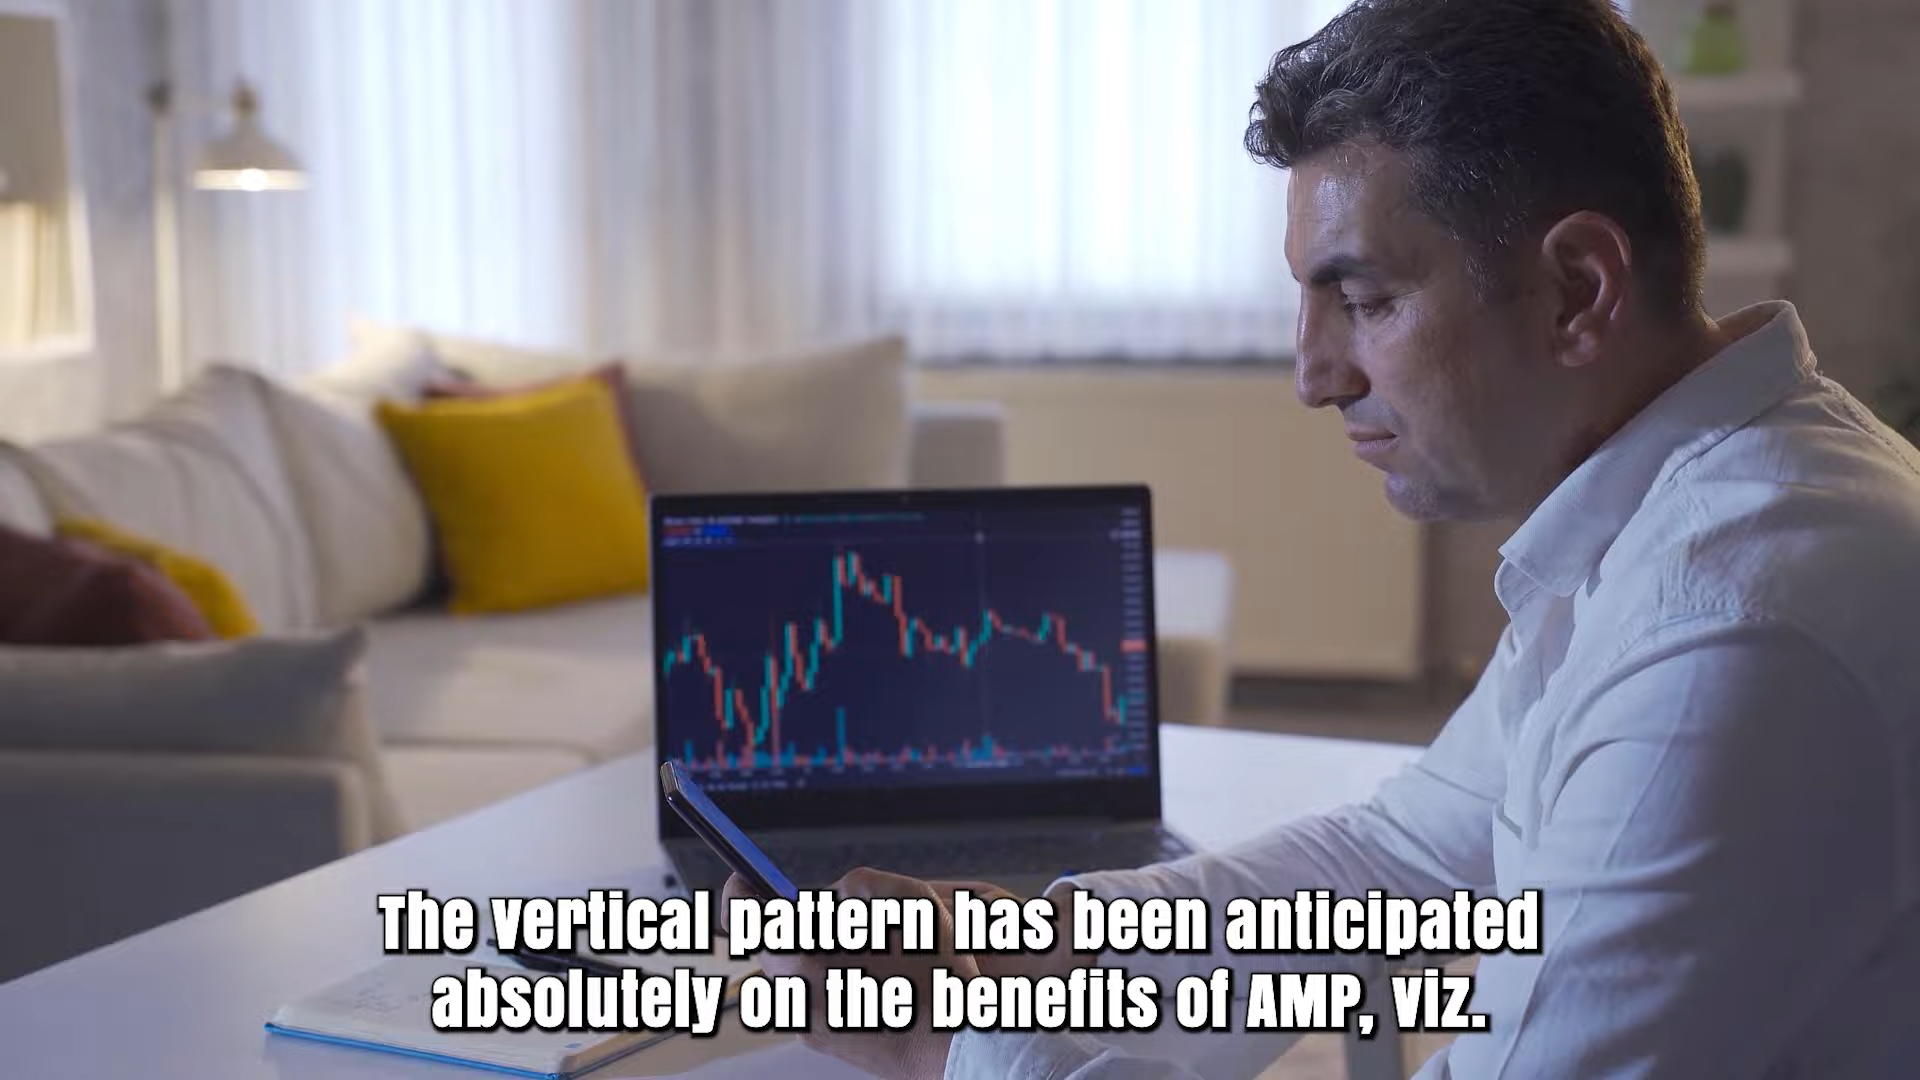 The vertical pattern has been anticipated
absolutely on the benefits of AMP, viz.